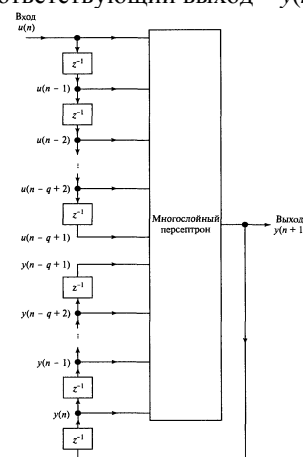 ответствующий выход y(n
Вход
u(n)
z⁻¹
u(n − 1)
z⁻¹
u(n − 2)
u(n − q + 2)
z⁻¹
u(n − q + 1)
Многослойный
персептрон
Выход
y(n + 1
y(n − q + 1)
z⁻¹
y(n − q + 2)
y(n − 1)
z⁻¹
y(n)
z⁻¹